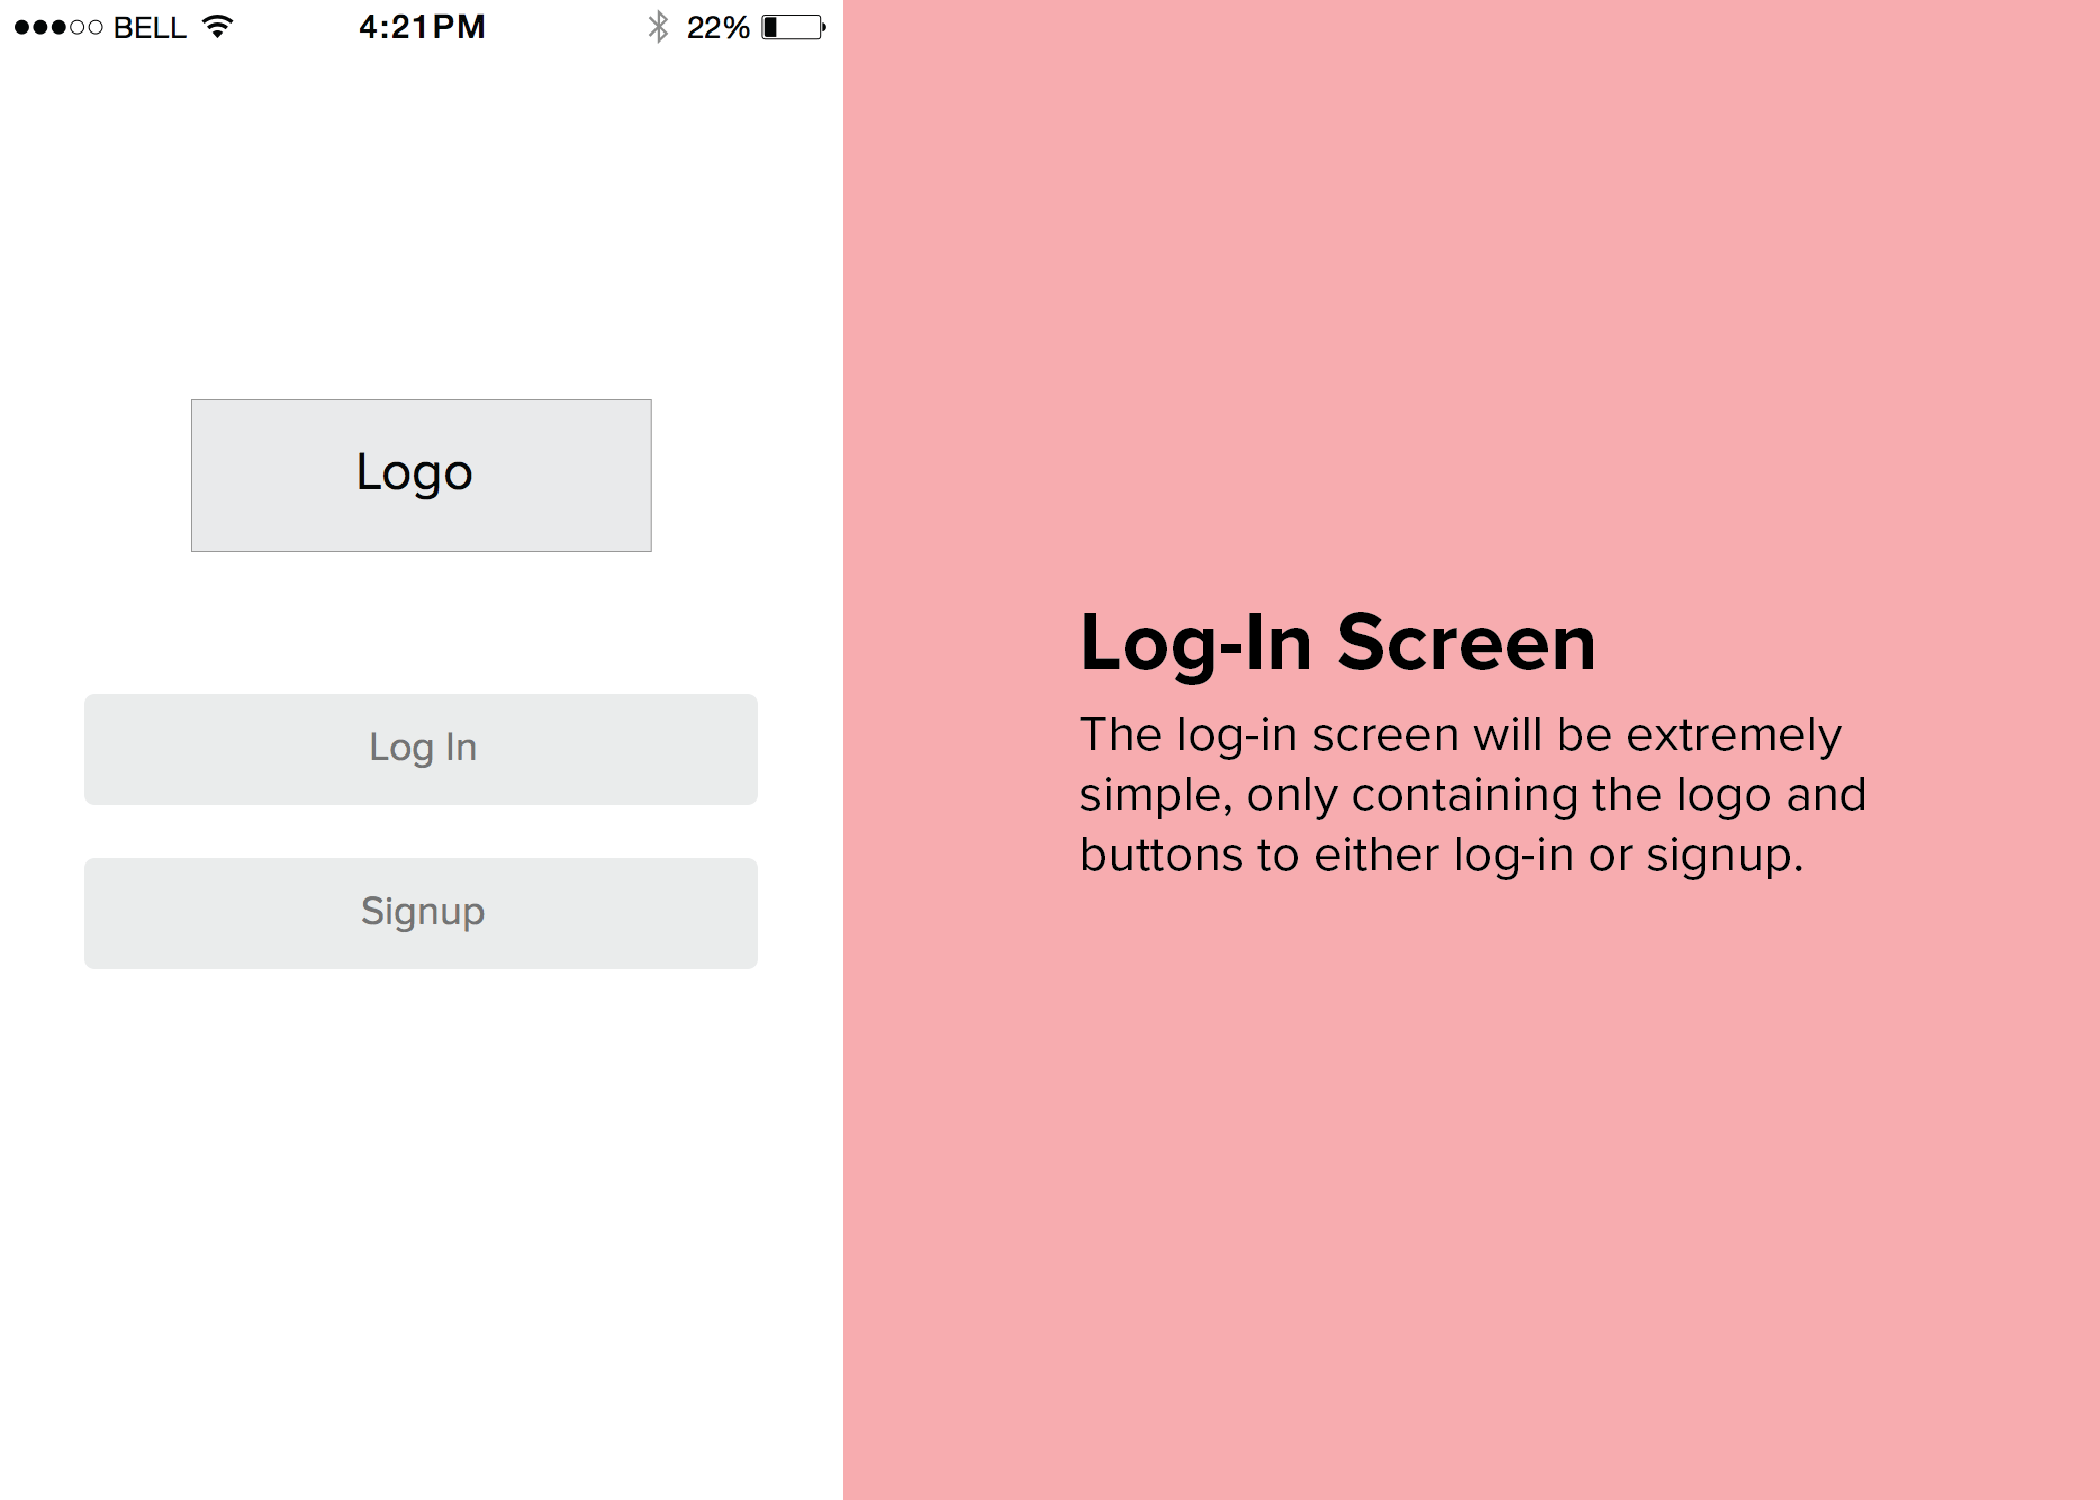 BELL 4:21PM 22%
Logo
Log In
Signup
Log-In Screen
The log-in screen will be extremely
simple, only containing the logo and
buttons to either log-in or signup.